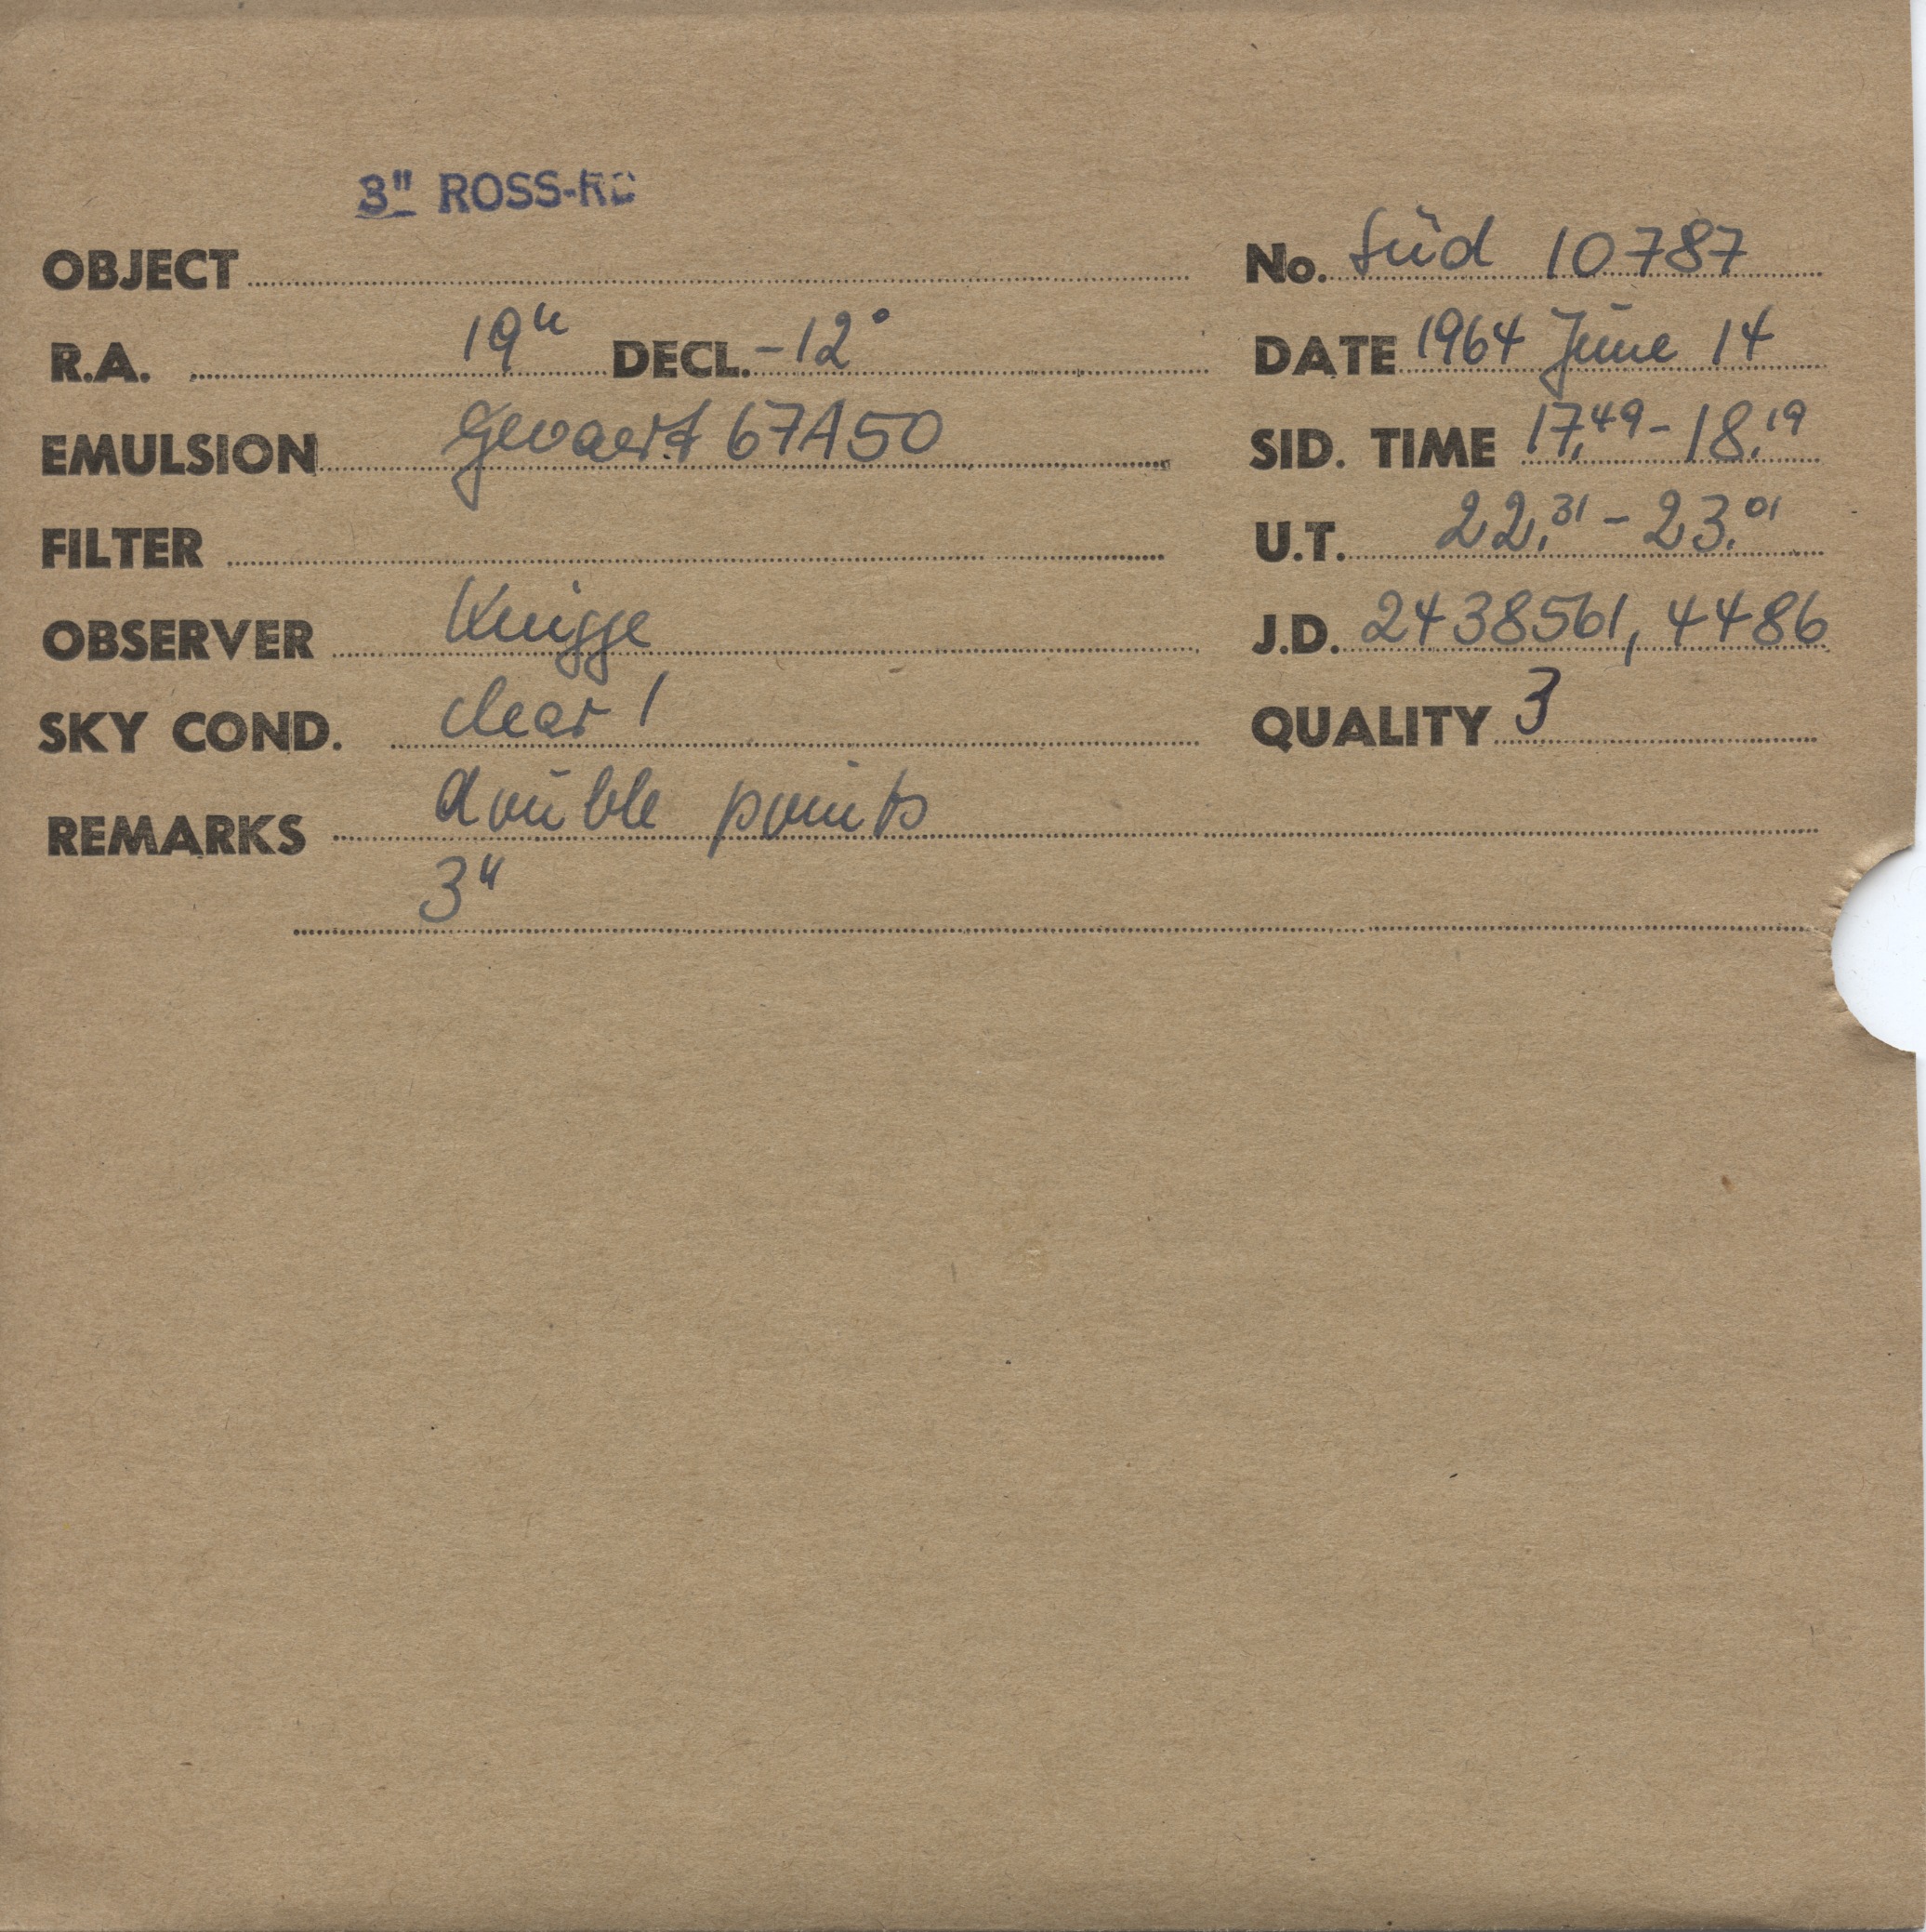 3" ROSS-
OBJECT No. Süd 10787
R.A. 19h DECL. -12° DATE 1964 June 14
EMULSION Gevaert 67A50 SID. TIME 17.49 - 18.19
FILTER U.T. 22.31 - 23.01
OBSERVER Knigge J.D. 2438561,4486
SKY COND. clear 1 QUALITY 3
REMARKS double points
3"